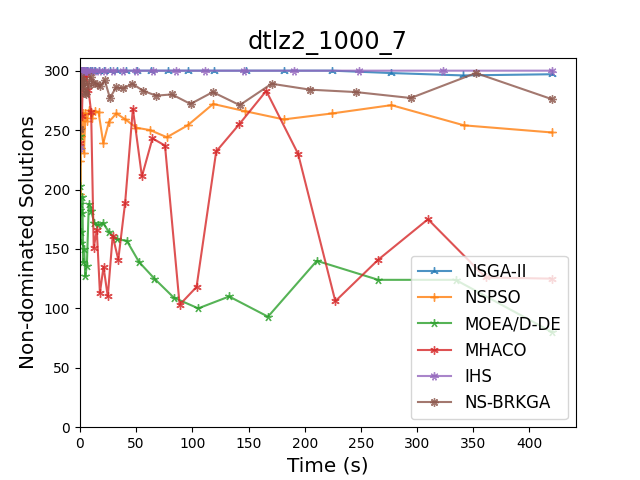 dtlz2_1000_7
Non-dominated Solutions
300
250
200
150
100
50
0
NSGA-II
NSPSO
MOEA/D-DE
MHACO
IHS
NS-BRKGA
0 50 100 150 200 250 300 350 400
Time (s)